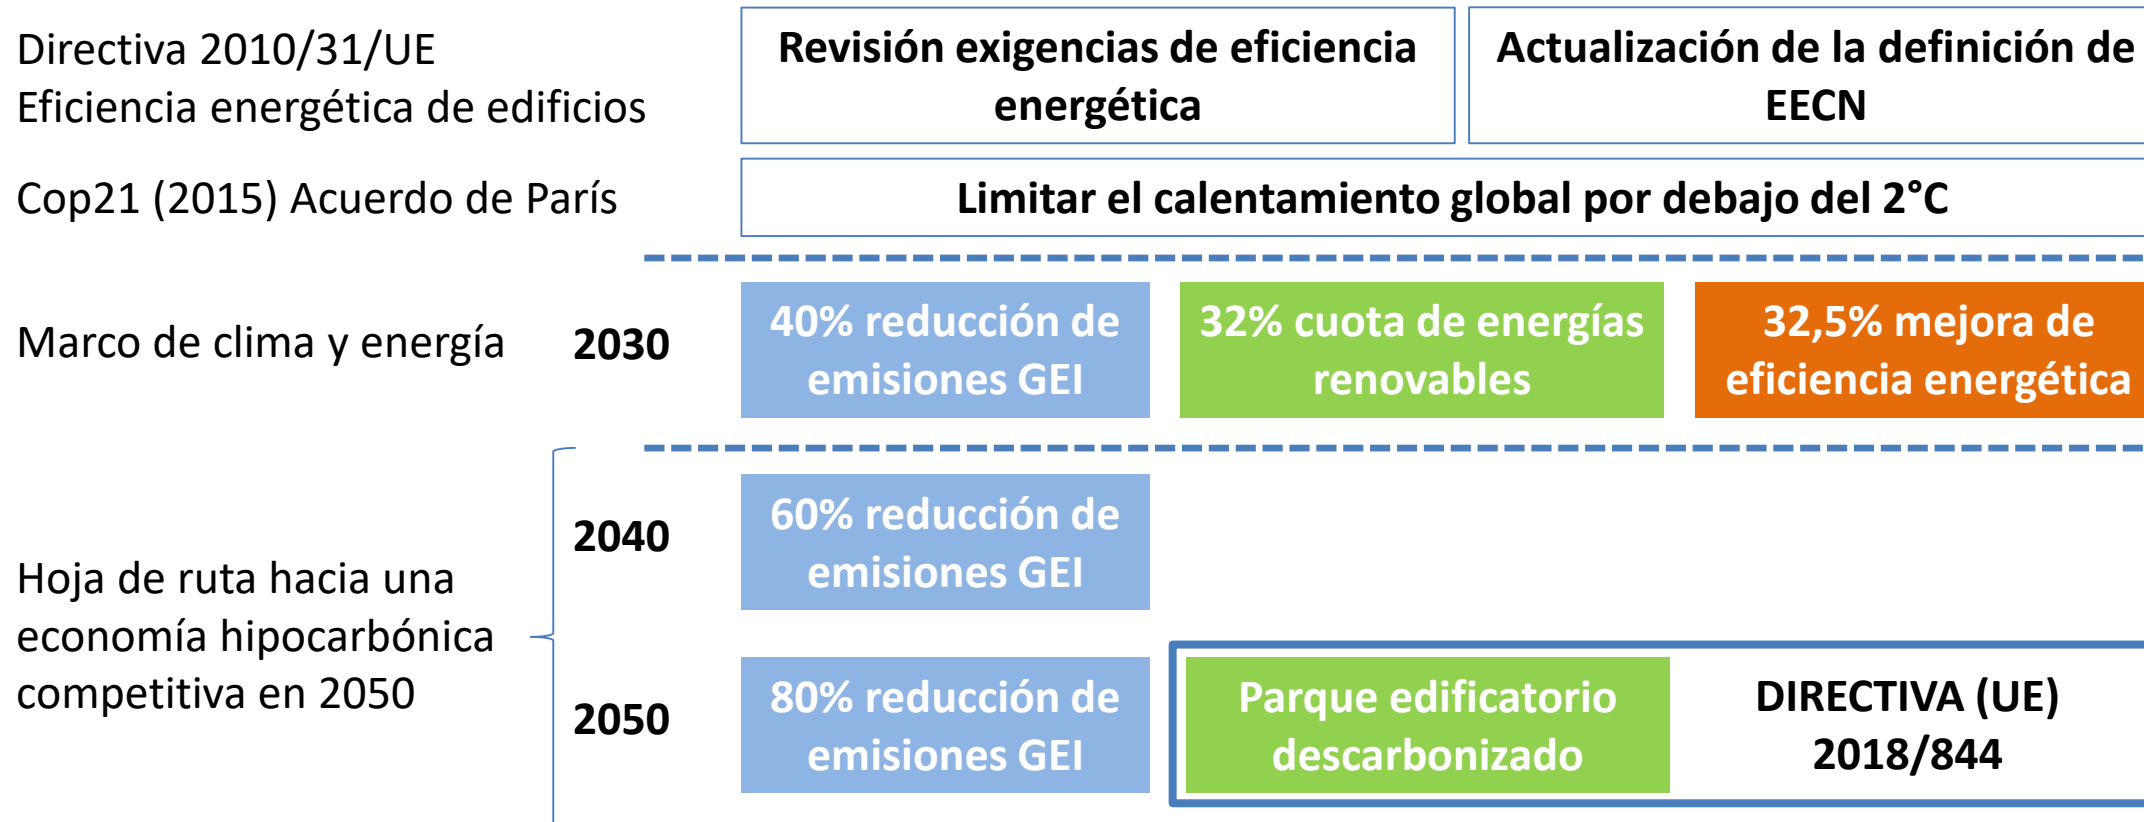 Directiva 2010/31/UE
Eficiencia energética de edificios
Revisión exigencias de eficiencia
energética
Actualización de la definición de
EECN
Cop21 (2015) Acuerdo de París
Limitar el calentamiento global por debajo del 2°C
Marco de clima y energía
2030
40% reducción de
emisiones GEI
32% cuota de energías
renovables
32,5% mejora de
eficiencia energética
Hoja de ruta hacia una
economía hipocarbónica
competitiva en 2050
2040
60% reducción de
emisiones GEI
2050
80% reducción de
emisiones GEI
Parque edificatorio
descarbonizado
DIRECTIVA (UE)
2018/844